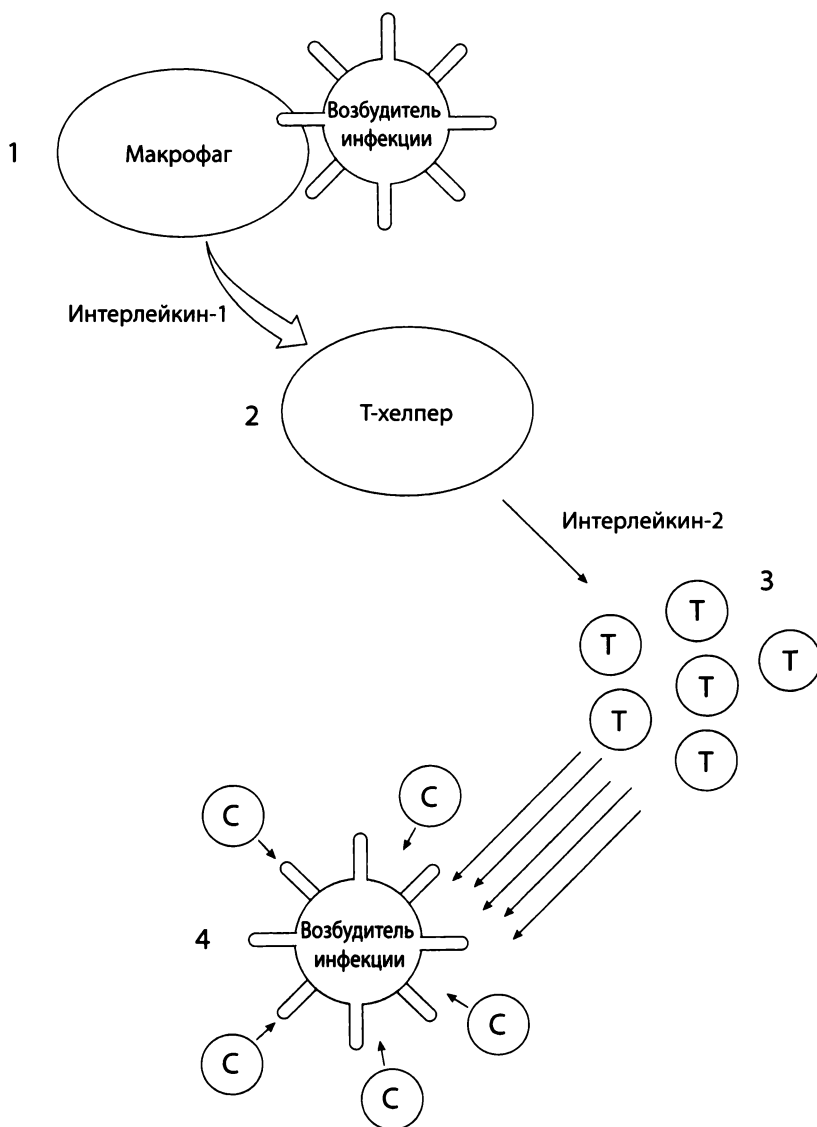 Возбудитель
инфекции
1
Макрофаг
Интерлейкин-1
2
Т-хелпер
Интерлейкин-2
3
Т
Т
Т
Т
Т
Т
С
С
4
Возбудитель
инфекции
С
С
С